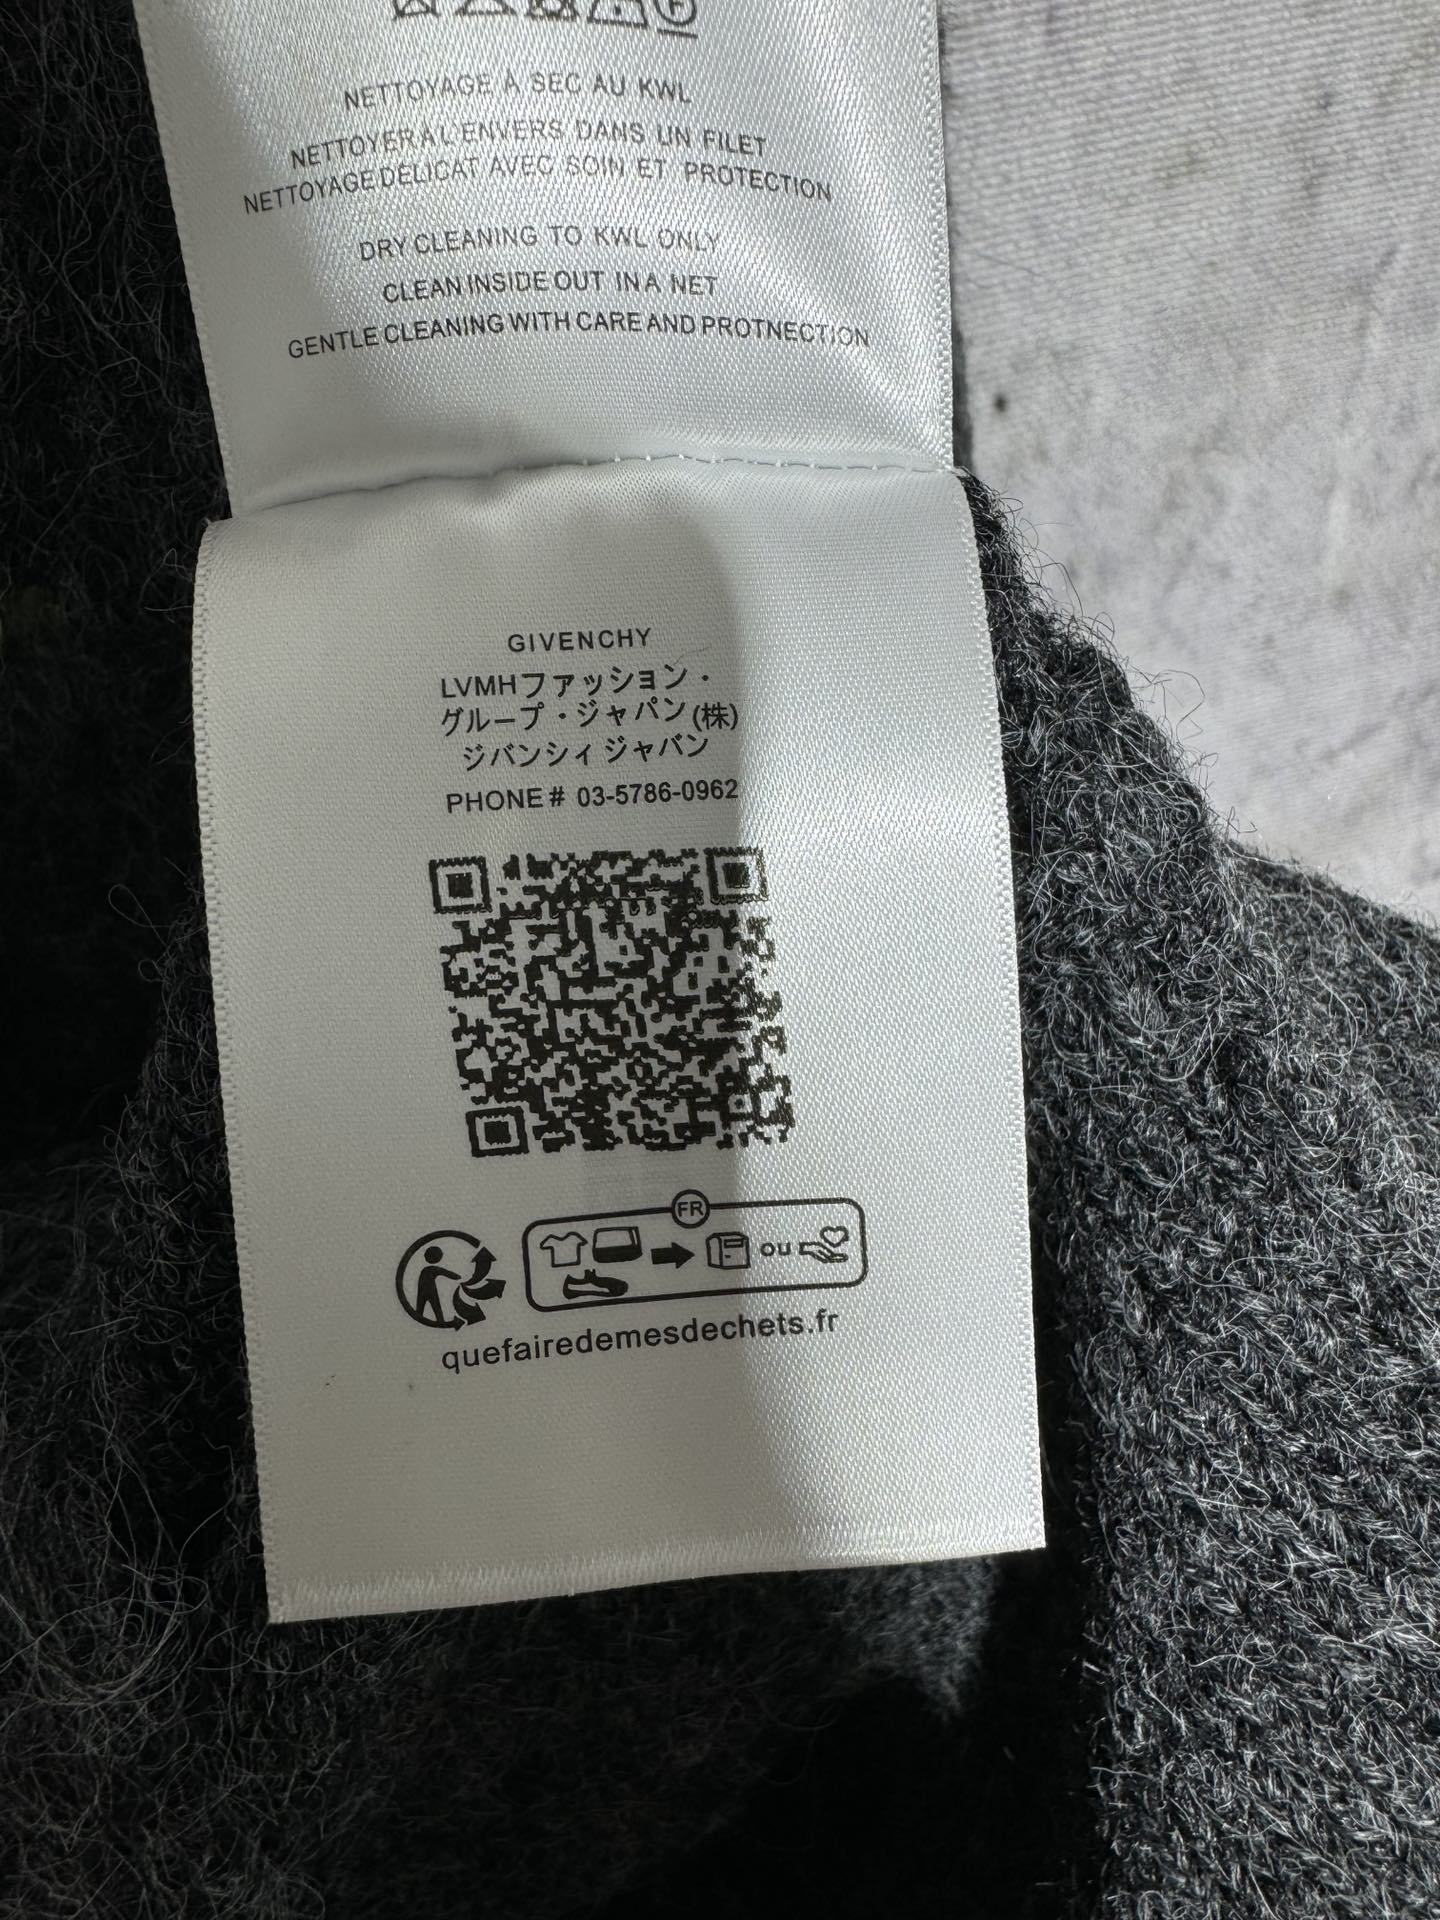 NETTOYAGE À SEC AU KWL
NETTOYER A L ENVERS DANS UN FILET
NETTOYAGE DÉLICAT AVEC SOIN ET PROTECTION
DRY CLEANING TO KWL ONLY
CLEAN INSIDE OUT IN A NET
GENTLE CLEANING WITH CARE AND PROTNECTION
GIVENCHY
LVMHファッション・
グループ・ジャパン(株)
ジバンシィ ジャパン
PHONE# 03-5786-0962
FR
OU
quefairedemesdechets.fr